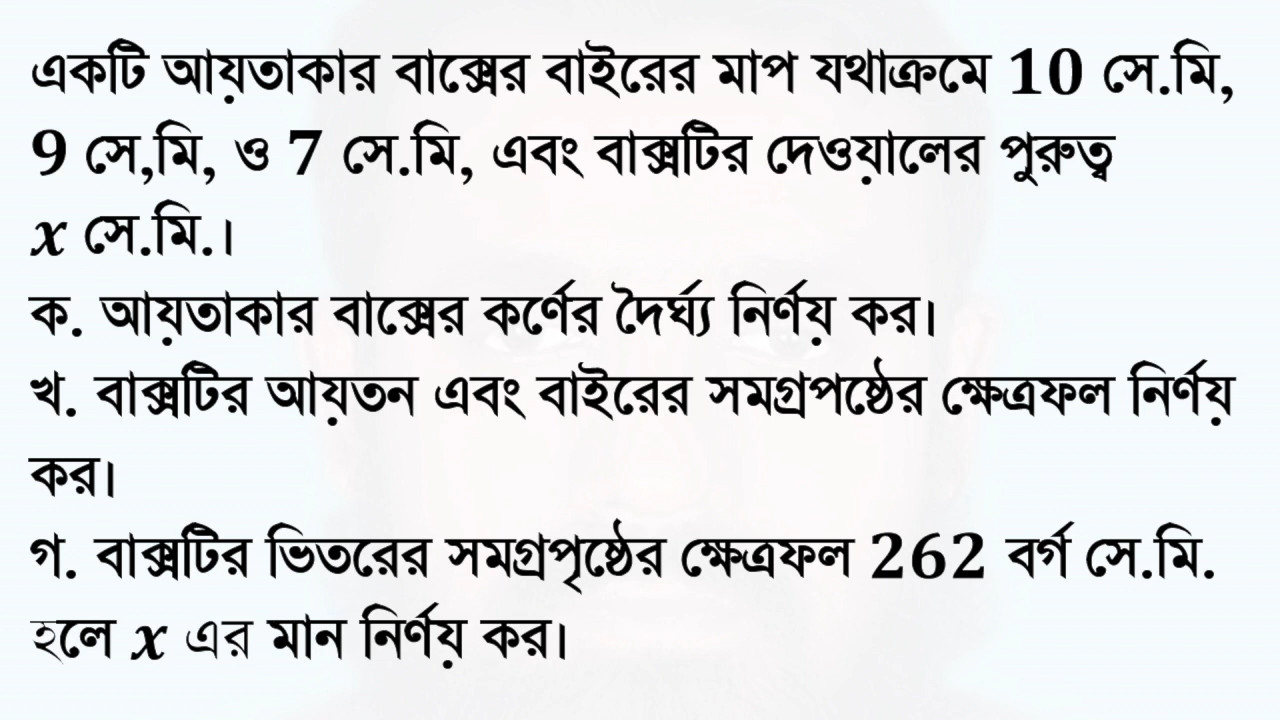 একটি আয়তাকার বাক্সের বাইরের মাপ যথাক্রমে 10 সে.মি,
9 সে,মি, ও 7 সে.মি, এবং বাক্সটির দেওয়ালের পুরুত্ব
x সে.মি.।
ক. আয়তাকার বাক্সের কর্ণের দৈর্ঘ্য নির্ণয় কর।
খ. বাক্সটির আয়তন এবং বাইরের সমগ্রপষ্ঠের ক্ষেত্রফল নির্ণয়
কর।
গ. বাক্সটির ভিতরের সমগ্রপৃষ্ঠের ক্ষেত্রফল 262 বর্গ সে.মি.
হলে x এর মান নির্ণয় কর।